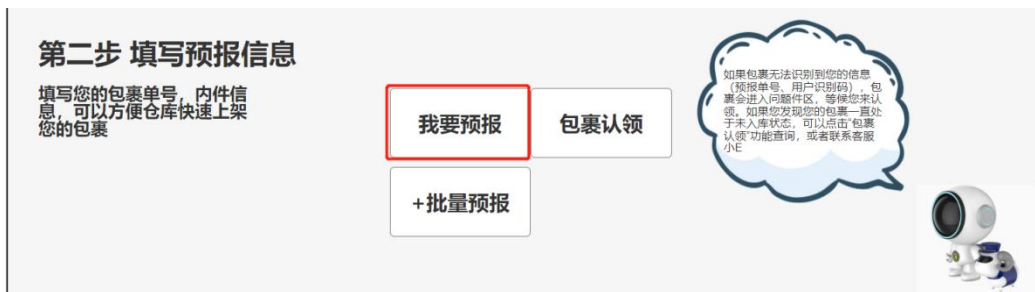 第二步 填写预报信息
填写您的包裹单号，内件信
息，可以方便仓库快速上架
您的包裹
我要预报
包裹认领
+批量预报
如果包裹无法识别到您的信息
（预报单号、用户识别码），包
裹会进入问题件区，等候您来认
领。如果您发现您的包裹一直处
于未入库状态，可以点击“包裹
认领”功能查询，或者联系客服
小E